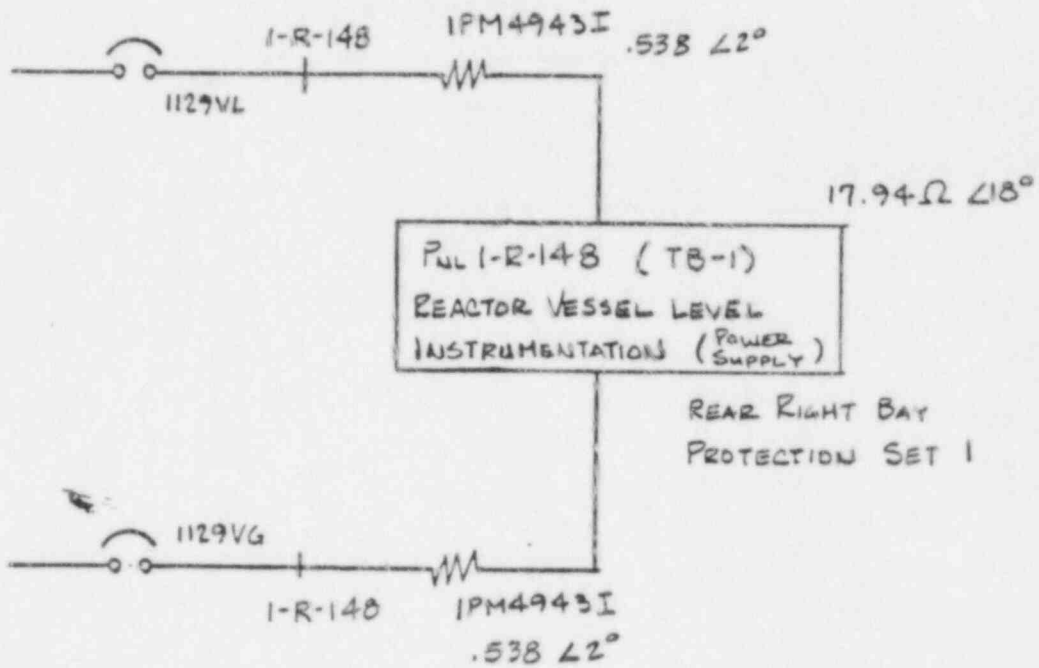 1-R-148
1PM4943I
.538 ∠2°
1129VL
17.94Ω ∠18°
PNL 1-R-148 (TB-1)
REACTOR VESSEL LEVEL
INSTRUMENTATION (POWER SUPPLY)
REAR RIGHT BAY
PROTECTION SET 1
1129VG
1-R-148
1PM4943I
.538 ∠2°